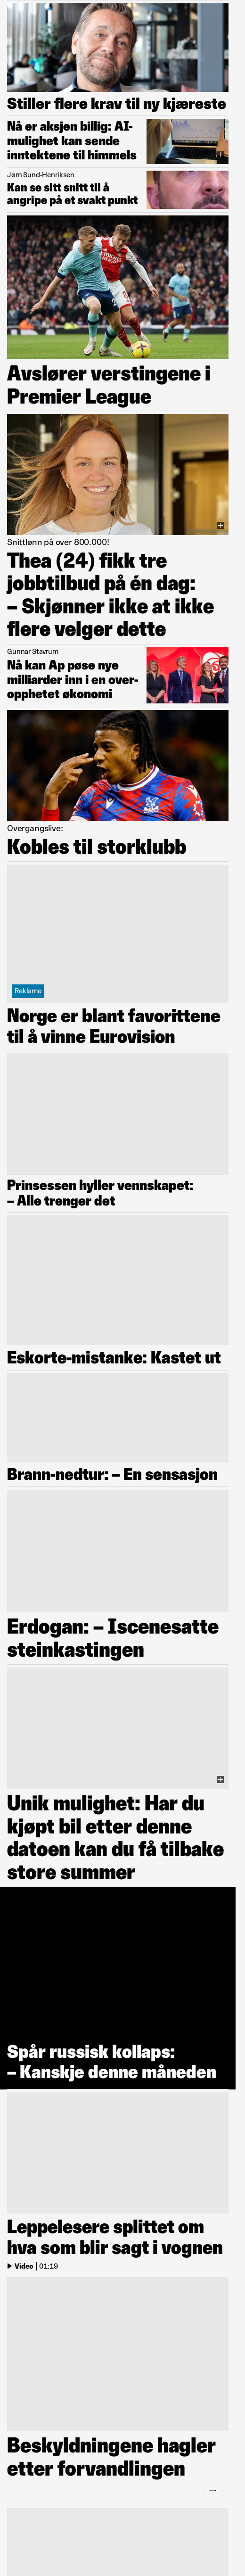 Stiller flere krav til ny kjæreste
Nå er aksjen billig: AI-
mulighet kan sende
inntektene til himmels
Jørn Sund-Henriksen
Kan se sitt snitt til å
angripe på et svakt punkt
Avslører verstingene i
Premier League
Snittlønn på over 800.000!
Thea (24) fikk tre
jobbtilbud på én dag:
– Skjønner ikke at ikke
flere velger dette
Gunnar Stavrum
Nå kan Ap pøse nye
milliarder inn i en over-
opphetet økonomi
Overgangslive:
Kobles til storklubb
Reklame
Norge er blant favorittene
til å vinne Eurovision
Prinsessen hyller vennskapet:
– Alle trenger det
Eskorte-mistanke: Kastet ut
Brann-nedtur: – En sensasjon
Erdogan: – Iscenesatte
steinkastingen
Unik mulighet: Har du
kjøpt bil etter denne
datoen kan du få tilbake
store summer
Spår russisk kollaps:
– Kanskje denne måneden
Leppelesere splittet om
hva som blir sagt i vognen
Video | 01:19
Beskyldningene hagler
etter forvandlingen